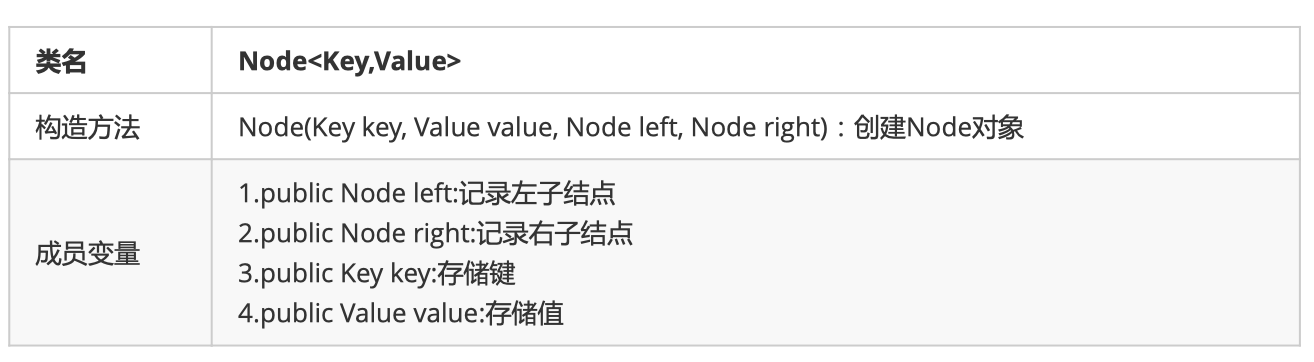 类名 Node<Key,Value>
构造方法 Node(Key key, Value value, Node left, Node right)：创建Node对象
成员变量
1.public Node left:记录左子结点
2.public Node right:记录右子结点
3.public Key key:存储键
4.public Value value:存储值